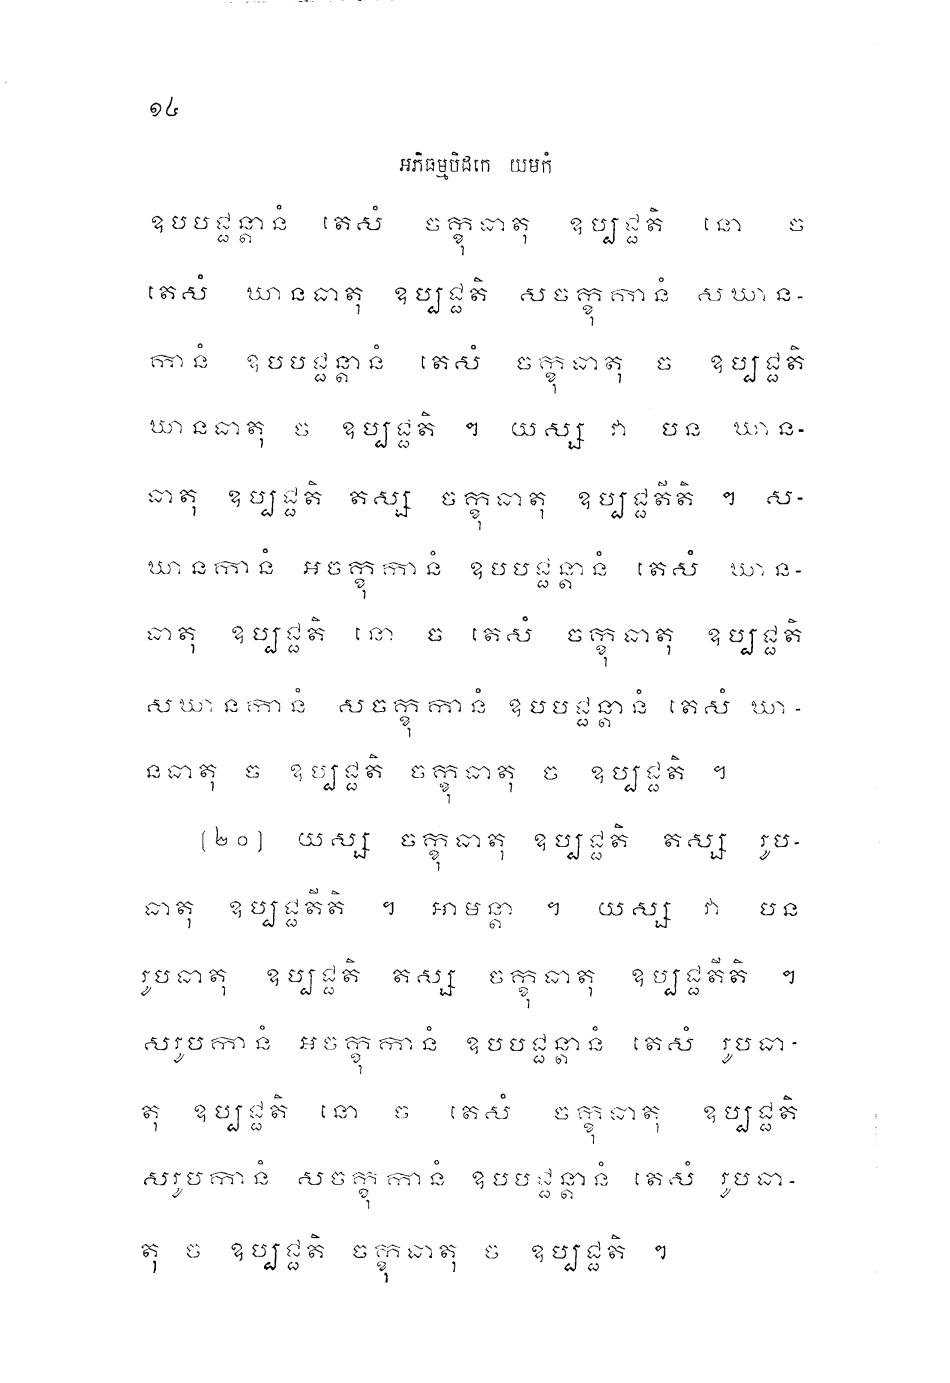 ១៤
អភិធម្មបិដកេ យមកំ
ឧបបជ្ជន្តានំ តេសំ ចក្ខុធាតុ ឧប្បជ្ជតិ នោ ច
តេសំ ឃានធាតុ ឧប្បជ្ជតិ សចក្ខុកានំ សឃាន-
កានំ ឧបបជ្ជន្តានំ តេសំ ចក្ខុធាតុ ច ឧប្បជ្ជតិ
ឃានធាតុ ច ឧប្បជ្ជតិ ។ យស្ស វា បន ឃាន-
ធាតុ ឧប្បជ្ជតិ តស្ស ចក្ខុធាតុ ឧប្បជ្ជតីតិ ។ ស-
ឃានកានំ អចក្ខុកានំ ឧបបជ្ជន្តានំ តេសំ ឃាន-
ធាតុ ឧប្បជ្ជតិ នោ ច តេសំ ចក្ខុធាតុ ឧប្បជ្ជតិ
សឃានកានំ សចក្ខុកានំ ឧបបជ្ជន្តានំ តេសំ ឃា-
នធាតុ ច ឧប្បជ្ជតិ ចក្ខុធាតុ ច ឧប្បជ្ជតិ ។
[២០] យស្ស ចក្ខុធាតុ ឧប្បជ្ជតិ តស្ស រូប-
ធាតុ ឧប្បជ្ជតីតិ ។ អាមន្តា ។ យស្ស វា បន
រូបធាតុ ឧប្បជ្ជតិ តស្ស ចក្ខុធាតុ ឧប្បជ្ជតីតិ ។
សរូបកានំ អចក្ខុកានំ ឧបបជ្ជន្តានំ តេសំ រូបធា-
តុ ឧប្បជ្ជតិ នោ ច តេសំ ចក្ខុធាតុ ឧប្បជ្ជតិ
សរូបកានំ សចក្ខុកានំ ឧបបជ្ជន្តានំ តេសំ រូបធា-
តុ ច ឧប្បជ្ជតិ ចក្ខុធាតុ ច ឧប្បជ្ជតិ ។